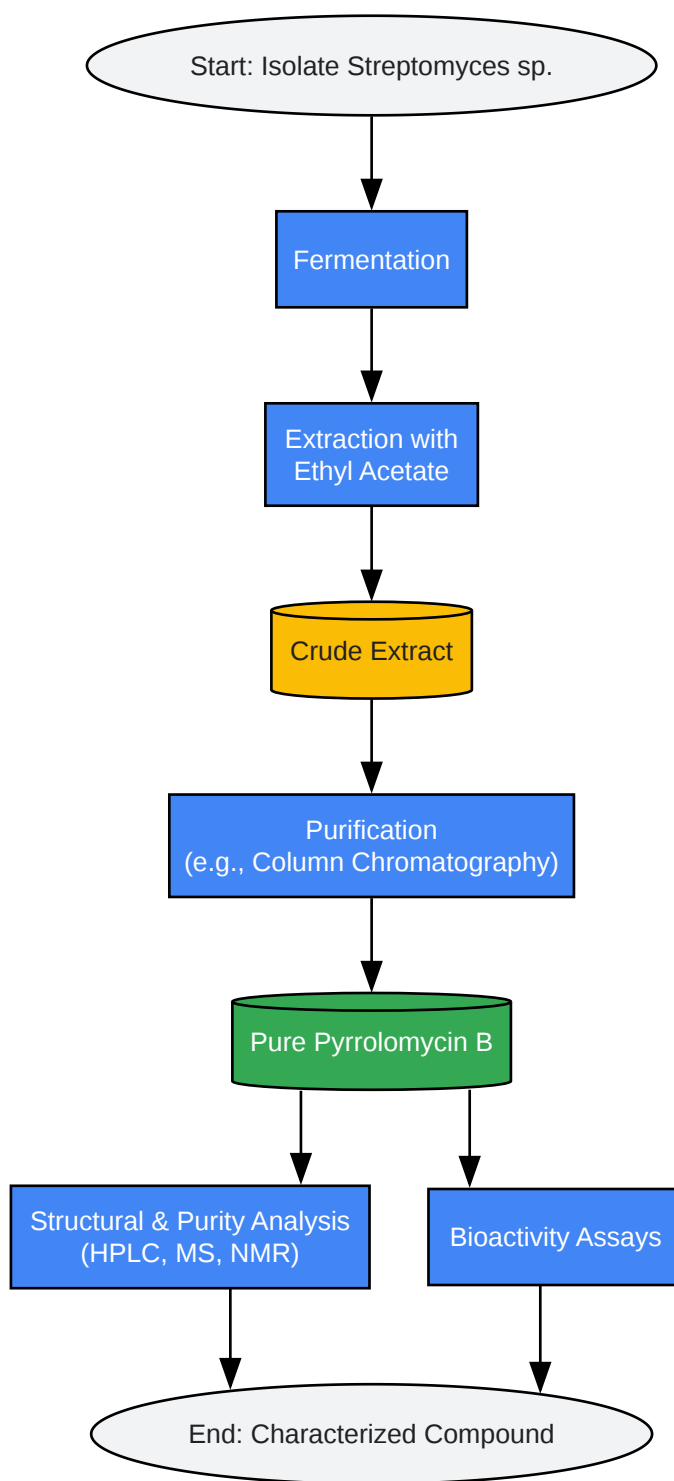 Start: Isolate Streptomyces sp.
Fermentation
Extraction with
Ethyl Acetate
Crude Extract
Purification
(e.g., Column Chromatography)
Pure Pyrrolomycin B
Structural & Purity Analysis
(HPLC, MS, NMR)
Bioactivity Assays
End: Characterized Compound